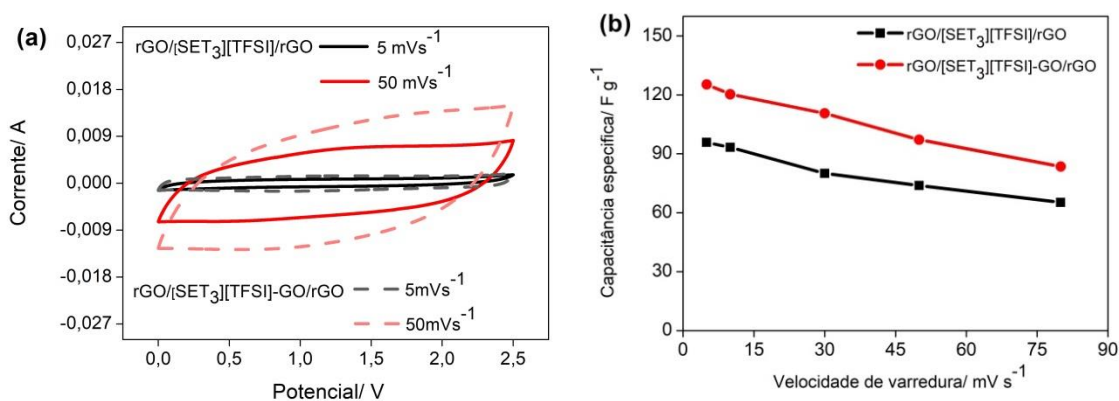 (a)
rGO/[SET3][TFSI]/rGO
5 mVs-1
50 mVs-1
0,027
0,018
0,009
0,000
-0,009
-0,018
-0,027
Corrente/ A
rGO/[SET3][TFSI]-GO/rGO
5mVs-1
50mVs-1
0,0 0,5 1,0 1,5 2,0 2,5
Potencial/ V
(b)
rGO/[SET3][TFSI]/rGO
rGO/[SET3][TFSI]-GO/rGO
150
120
90
60
30
0
Capacitância especifica/ F g-1
0 15 30 45 60 75 90
Velocidade de varredura/ mV s-1